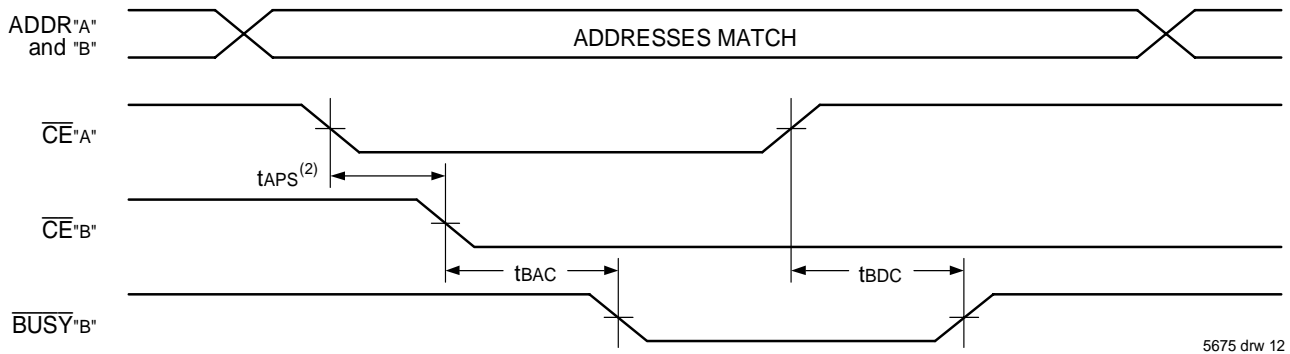 ADDR"A"
and "B"
ADDRESSES MATCH
CE"A"
tAPS(2)
CE"B"
tBAC
tBDC
BUSY"B"
5675 drw 12